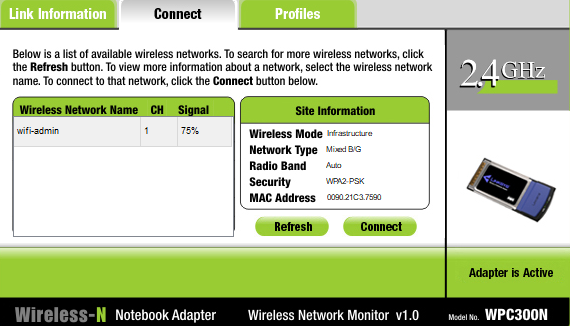 Link Information
Connect
Profiles
Below is a list of available wireless networks. To search for more wireless networks, click
the Refresh button. To view more information about a network, select the wireless network
name. To connect to that network, click the Connect button below.
2.4GHz
Wireless Network Name CH Signal
wifi-admin 1 75%
Site Information
Wireless Mode Infrastructure
Network Type Mixed B/G
Radio Band Auto
Security WPA2-PSK
MAC Address 0090.21C3.7590
Refresh
Connect
Adapter is Active
Wireless-N Notebook Adapter Wireless Network Monitor v1.0 Model No. WPC300N